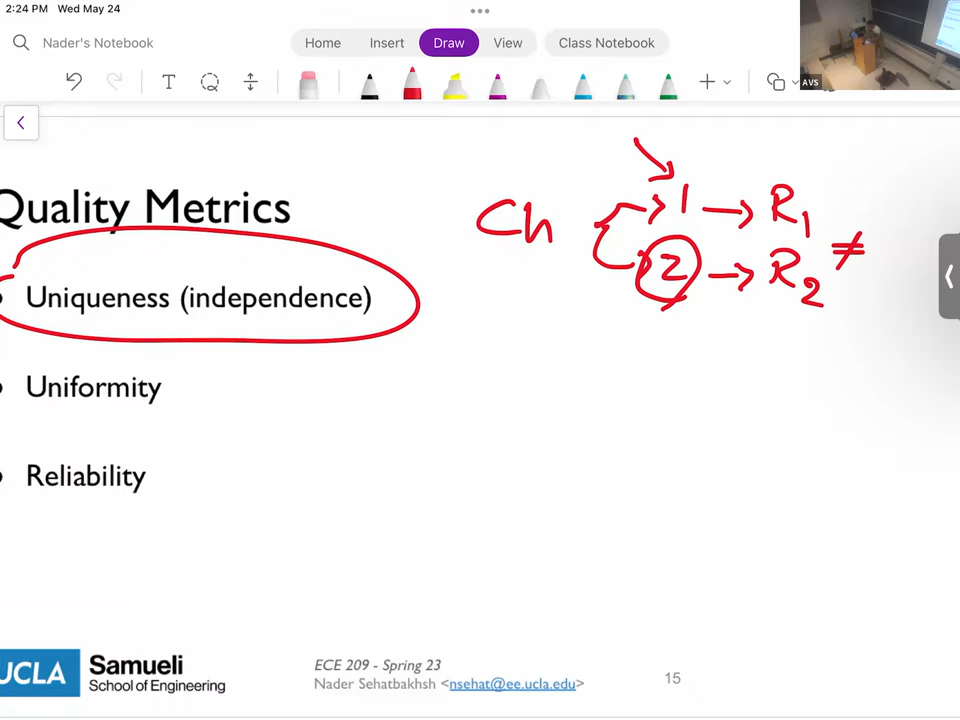 2:24 PM Wed May 24
Nader's Notebook
Home Insert Draw View Class Notebook
T
AVS
Quality Metrics
Ch
1 → R1
2 → R2 ≠
Uniqueness (independence)
Uniformity
Reliability
UCLA Samueli
School of Engineering
ECE 209 - Spring 23
Nader Sehatbakhsh <nsehat@ee.ucla.edu>
15